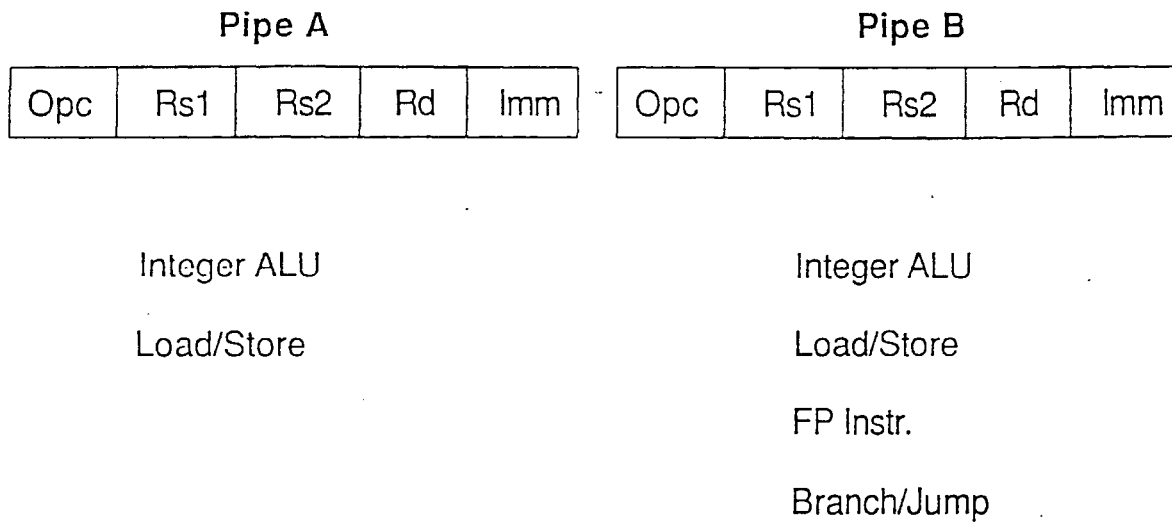 Pipe A
Pipe B
Opc Rs1 Rs2 Rd Imm
Opc Rs1 Rs2 Rd Imm
Integer ALU
Integer ALU
Load/Store
Load/Store
FP Instr.
Branch/Jump